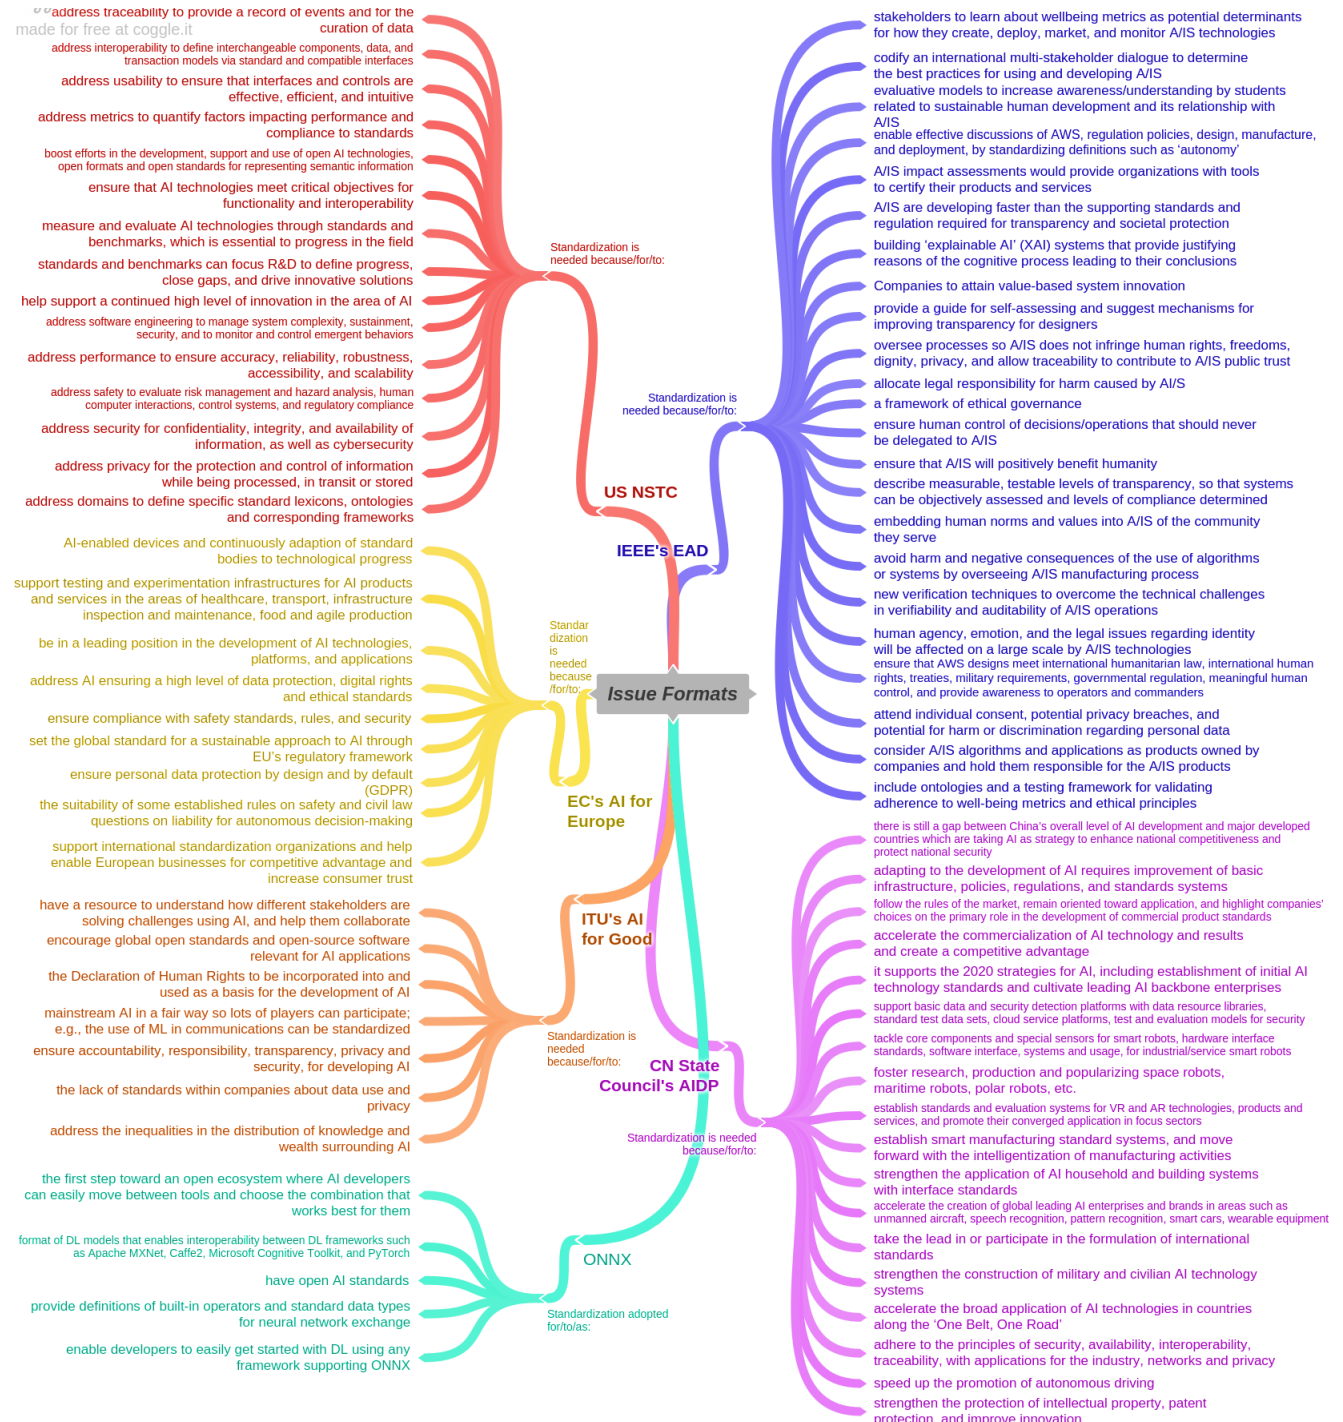 address traceability to provide a record of events and for the
curation of data
made for free at coggle.it
address interoperability to define interchangeable components, data, and
transaction models via standard and compatible interfaces
address usability to ensure that interfaces and controls are
effective, efficient, and intuitive
address metrics to quantify factors impacting performance and
compliance to standards
boost efforts in the development, support and use of open AI technologies,
open formats and open standards for representing semantic information
ensure that AI technologies meet critical objectives for
functionality and interoperability
measure and evaluate AI technologies through standards and
benchmarks, which is essential to progress in the field
standards and benchmarks can focus R&D to define progress,
close gaps, and drive innovative solutions
help support a continued high level of innovation in the area of AI
address software engineering to manage system complexity, sustainment,
security, and to monitor and control emergent behaviors
address performance to ensure accuracy, reliability, robustness,
accessibility, and scalability
address safety to evaluate risk management and hazard analysis, human
computer interactions, control systems, and regulatory compliance
address security for confidentiality, integrity, and availability of
information, as well as cybersecurity
address privacy for the protection and control of information
while being processed, in transit or stored
address domains to define specific standard lexicons, ontologies
and corresponding frameworks
Standardization is
needed because/for/to:
US NSTC
AI-enabled devices and continuously adaption of standard
bodies to technological progress
support testing and experimentation infrastructures for AI products
and services in the areas of healthcare, transport, infrastructure
inspection and maintenance, food and agile production
be in a leading position in the development of AI technologies,
platforms, and applications
address AI ensuring a high level of data protection, digital rights
and ethical standards
ensure compliance with safety standards, rules, and security
set the global standard for a sustainable approach to AI through
EU's regulatory framework
ensure personal data protection by design and by default
(GDPR)
the suitability of some established rules on safety and civil law
questions on liability for autonomous decision-making
support international standardization organizations and help
enable European businesses for competitive advantage and
increase consumer trust
Standar
dization
is
needed
because
/for/to:
EC's AI for
Europe
Issue Formats
have a resource to understand how different stakeholders are
solving challenges using AI, and help them collaborate
encourage global open standards and open-source software
relevant for AI applications
the Declaration of Human Rights to be incorporated into and
used as a basis for the development of AI
mainstream AI in a fair way so lots of players can participate;
e.g., the use of ML in communications can be standardized
ensure accountability, responsibility, transparency, privacy and
security, for developing AI
the lack of standards within companies about data use and
privacy
address the inequalities in the distribution of knowledge and
wealth surrounding AI
ITU's AI
for Good
Standardization is
needed
because/for/to:
the first step toward an open ecosystem where AI developers
can easily move between tools and choose the combination that
works best for them
format of DL models that enables interoperability between DL frameworks such
as Apache MXNet, Caffe2, Microsoft Cognitive Toolkit, and PyTorch
have open AI standards
provide definitions of built-in operators and standard data types
for neural network exchange
enable developers to easily get started with DL using any
framework supporting ONNX
ONNX
Standardization adopted
for/to/as:
stakeholders to learn about wellbeing metrics as potential determinants
for how they create, deploy, market, and monitor A/IS technologies
codify an international multi-stakeholder dialogue to determine
the best practices for using and developing A/IS
evaluative models to increase awareness/understanding by students
related to sustainable human development and its relationship with
A/IS
enable effective discussions of AWS, regulation policies, design, manufacture,
and deployment, by standardizing definitions such as ‘autonomy’
A/IS impact assessments would provide organizations with tools
to certify their products and services
A/IS are developing faster than the supporting standards and
regulation required for transparency and societal protection
building ‘explainable AI’ (XAI) systems that provide justifying
reasons of the cognitive process leading to their conclusions
Companies to attain value-based system innovation
provide a guide for self-assessing and suggest mechanisms for
improving transparency for designers
oversee processes so A/IS does not infringe human rights, freedoms,
dignity, privacy, and allow traceability to contribute to A/IS public trust
allocate legal responsibility for harm caused by AI/S
a framework of ethical governance
ensure human control of decisions/operations that should never
be delegated to A/IS
ensure that A/IS will positively benefit humanity
describe measurable, testable levels of transparency, so that systems
can be objectively assessed and levels of compliance determined
embedding human norms and values into A/IS of the community
they serve
avoid harm and negative consequences of the use of algorithms
or systems by overseeing A/IS manufacturing process
new verification techniques to overcome the technical challenges
in verifiability and auditability of A/IS operations
human agency, emotion, and the legal issues regarding identity
will be affected on a large scale by A/IS technologies
ensure that AWS designs meet international humanitarian law, international human
rights, treaties, military requirements, governmental regulation, meaningful human
control, and provide awareness to operators and commanders
attend individual consent, potential privacy breaches, and
potential for harm or discrimination regarding personal data
consider A/IS algorithms and applications as products owned by
companies and hold them responsible for the A/IS products
include ontologies and a testing framework for validating
adherence to well-being metrics and ethical principles
Standardization is
needed because/for/to:
IEEE's EAD
there is still a gap between China's overall level of AI development and major developed
countries which are taking AI as strategy to enhance national competitiveness and
protect national security
adapting to the development of AI requires improvement of basic
infrastructure, policies, regulations, and standards systems
follow the rules of the market, remain oriented toward application, and highlight companies'
choices on the primary role in the development of commercial product standards
accelerate the commercialization of AI technology and results
and create a competitive advantage
it supports the 2020 strategies for AI, including establishment of initial AI
technology standards and cultivate leading AI backbone enterprises
support basic data and security detection platforms with data resource libraries,
standard test data sets, cloud service platforms, test and evaluation models for security
tackle core components and special sensors for smart robots, hardware interface
standards, software interface, systems and usage, for industrial/service smart robots
foster research, production and popularizing space robots,
maritime robots, polar robots, etc.
establish standards and evaluation systems for VR and AR technologies, products and
services, and promote their converged application in focus sectors
establish smart manufacturing standard systems, and move
forward with the intelligentization of manufacturing activities
strengthen the application of AI household and building systems
with interface standards
accelerate the creation of global leading AI enterprises and brands in areas such as
unmanned aircraft, speech recognition, pattern recognition, smart cars, wearable equipment
take the lead in or participate in the formulation of international
standards
strengthen the construction of military and civilian AI technology
systems
accelerate the broad application of AI technologies in countries
along the ‘One Belt, One Road’
adhere to the principles of security, availability, interoperability,
traceability, with applications for the industry, networks and privacy
speed up the promotion of autonomous driving
strengthen the protection of intellectual property, patent
protection, and improve innovation
CN State
Council's AIDP
Standardization is needed
because/for/to: